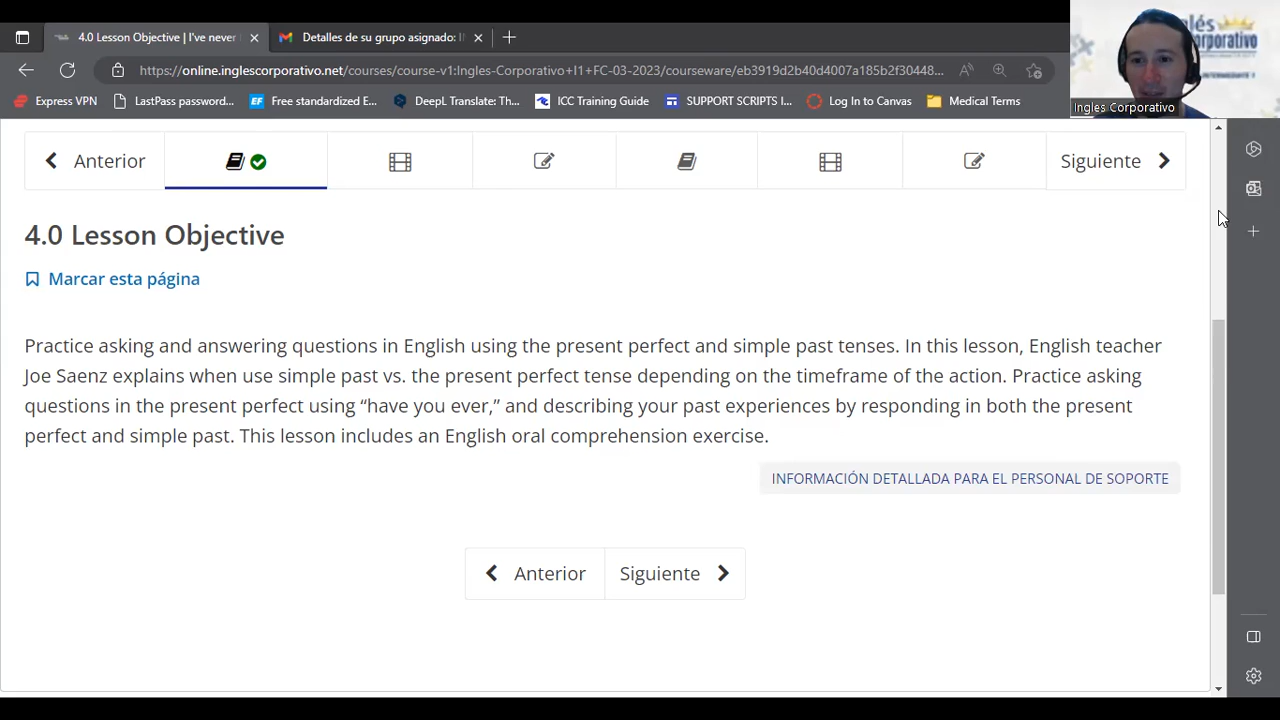 4.0 Lesson Objective | I've never
Detalles de su grupo asignado: I
https://online.inglescorporativo.net/courses/course-v1:Ingles-Corporativo+I1+FC-03-2023/courseware/eb3919d2b40d4007a185b2f30448...
Express VPN
LastPass password...
Free standardized E...
DeepL Translate: Th...
ICC Training Guide
SUPPORT SCRIPTS I...
Log In to Canvas
Medical Terms
Ingles Corporativo
Anterior
Siguiente
4.0 Lesson Objective
Marcar esta página
Practice asking and answering questions in English using the present perfect and simple past tenses. In this lesson, English teacher
Joe Saenz explains when use simple past vs. the present perfect tense depending on the timeframe of the action. Practice asking
questions in the present perfect using “have you ever,” and describing your past experiences by responding in both the present
perfect and simple past. This lesson includes an English oral comprehension exercise.
INFORMACIÓN DETALLADA PARA EL PERSONAL DE SOPORTE
Anterior
Siguiente